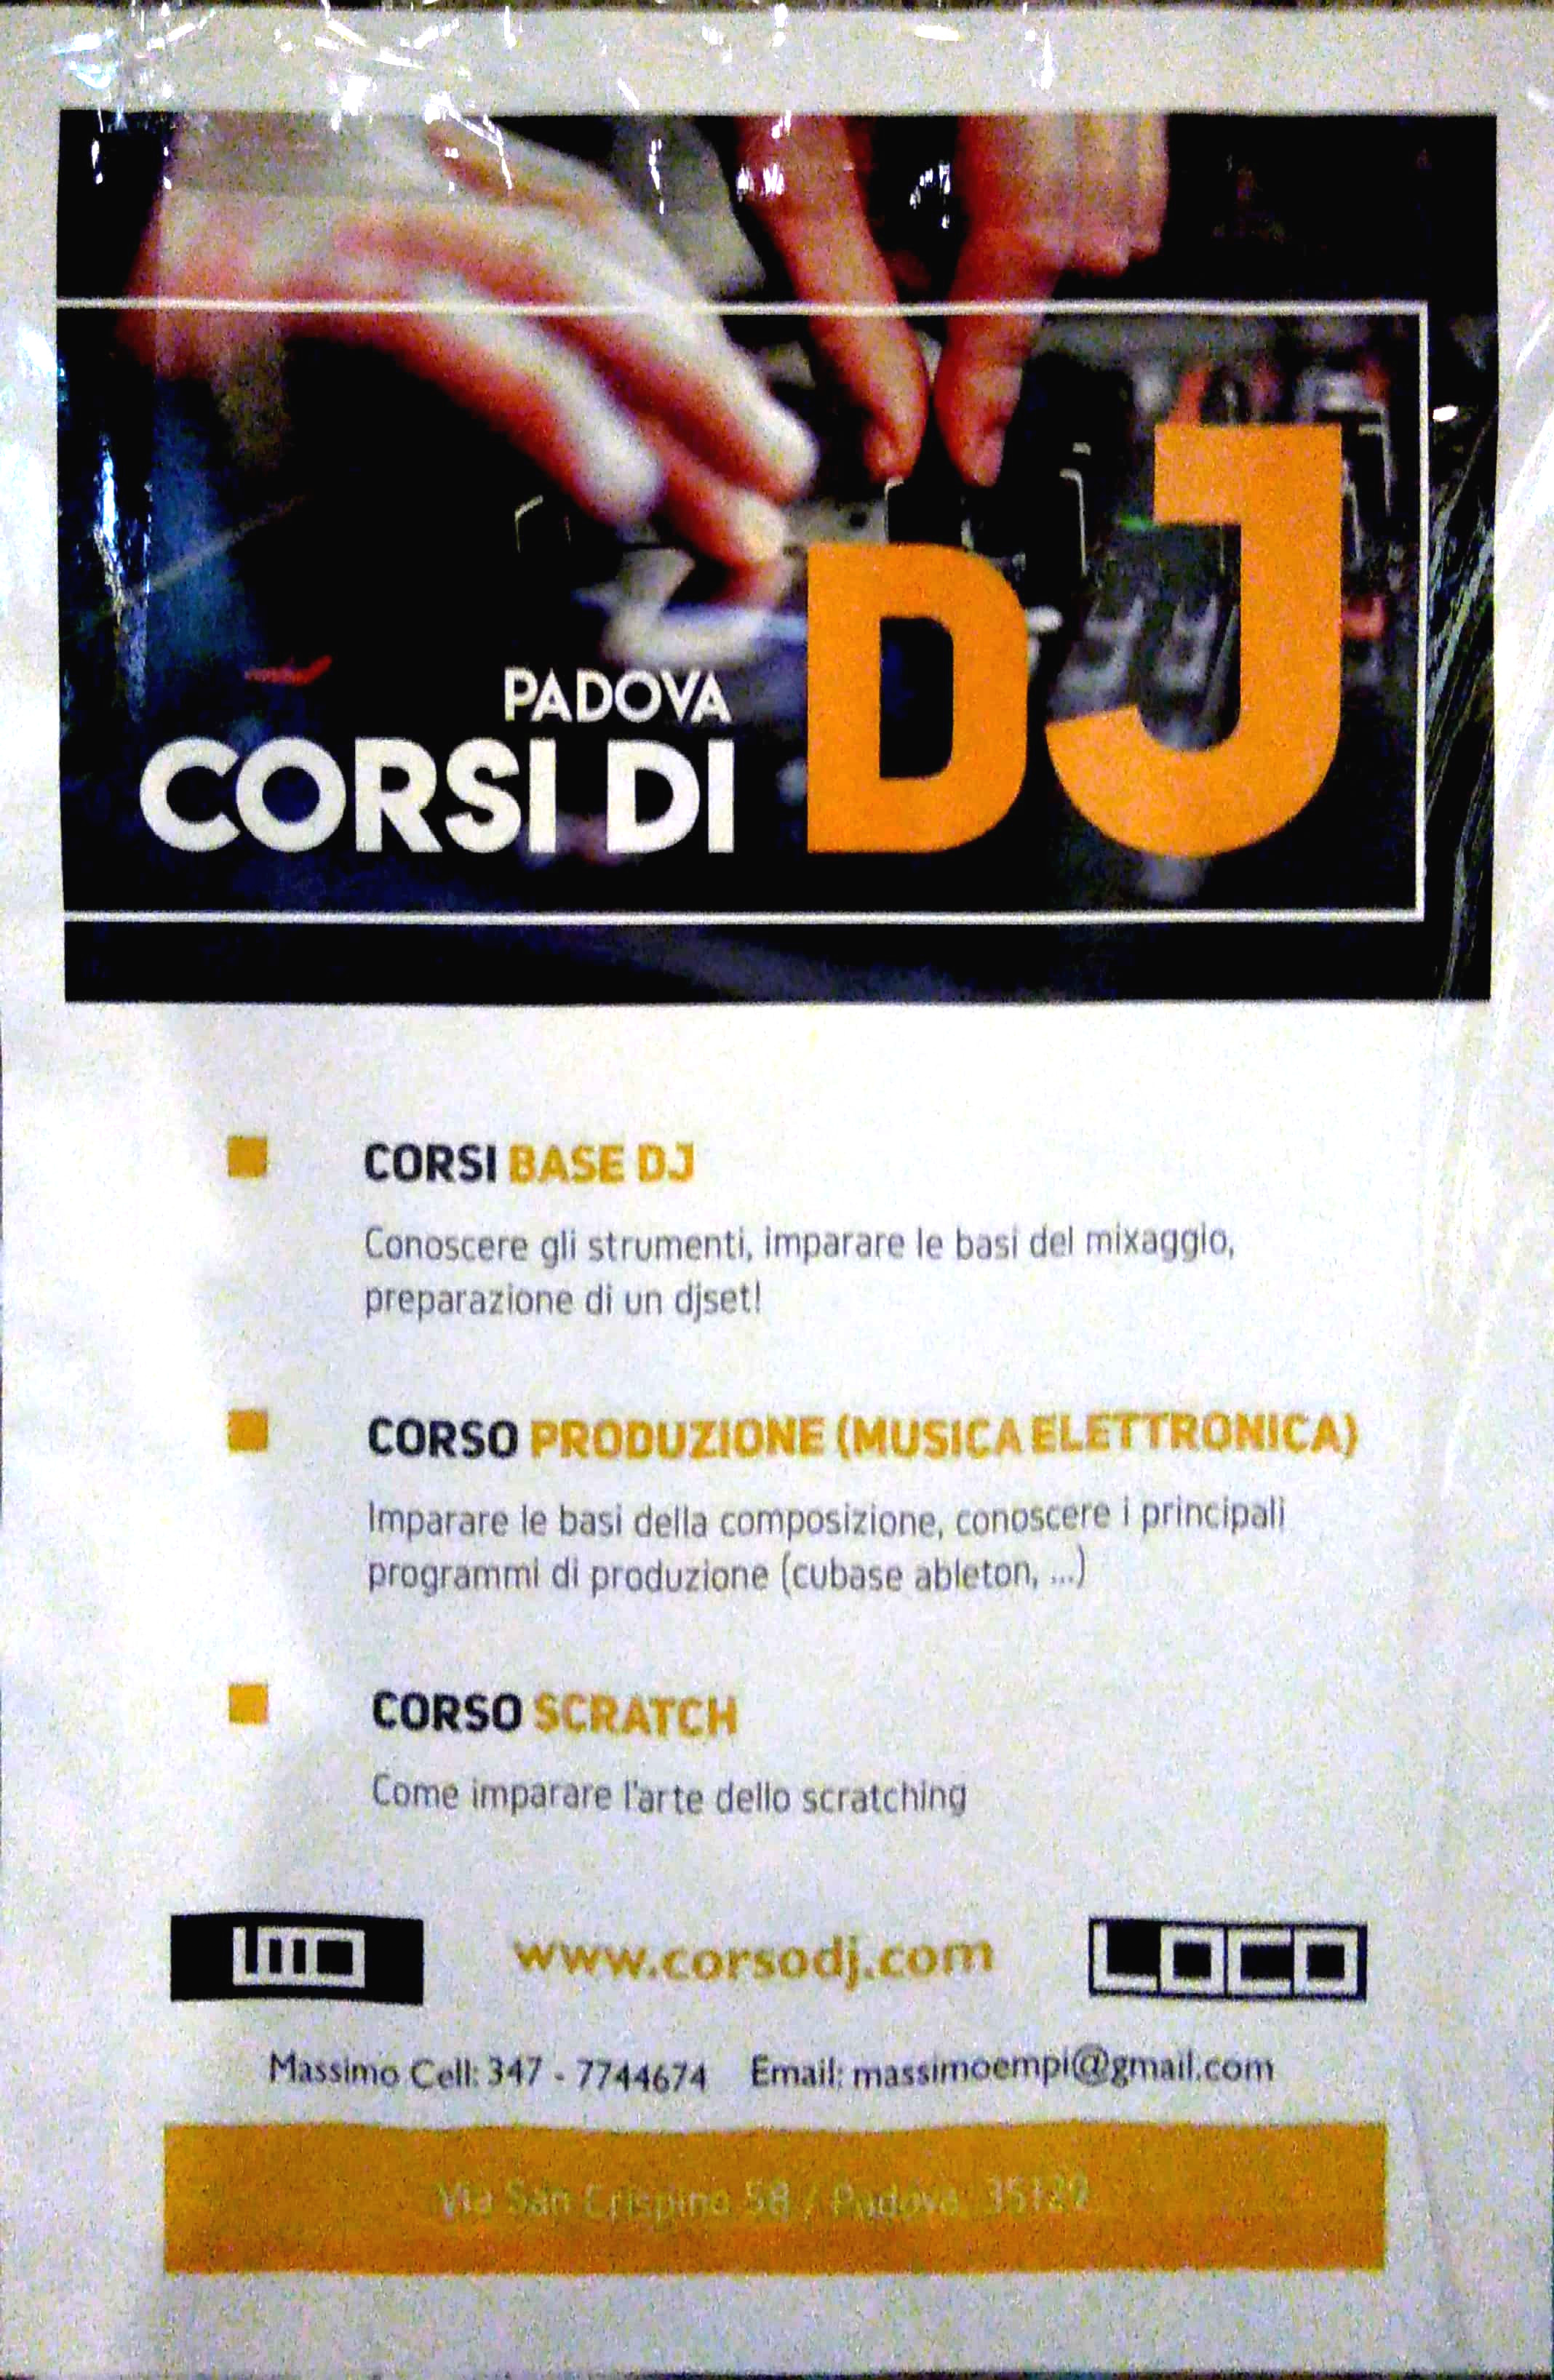 PADOVA
CORSI DI DJ
CORSI BASE DJ
Conoscere gli strumenti, imparare le basi del mixaggio,
preparazione di un djset!
CORSO PRODUZIONE (MUSICA ELETTRONICA)
Imparare le basi della composizione, conoscere i principali
programmi di produzione (cubase ableton, ...)
CORSO SCRATCH
Come imparare l'arte dello scratching
www.corsodj.com
LOCO
Massimo Cell: 347 - 7744674 Email: massimoempi@gmail.com
Via San Crispino 58 / Padova 35129